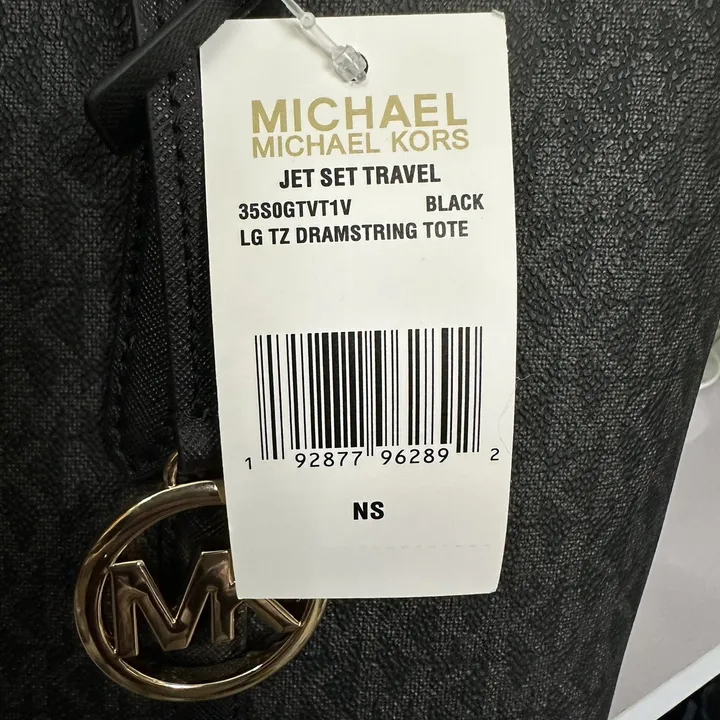 MICHAEL
MICHAEL KORS
JET SET TRAVEL
35S0GTVT1V BLACK
LG TZ DRAMSTRING TOTE
1 92877 96289 2
NS
MK